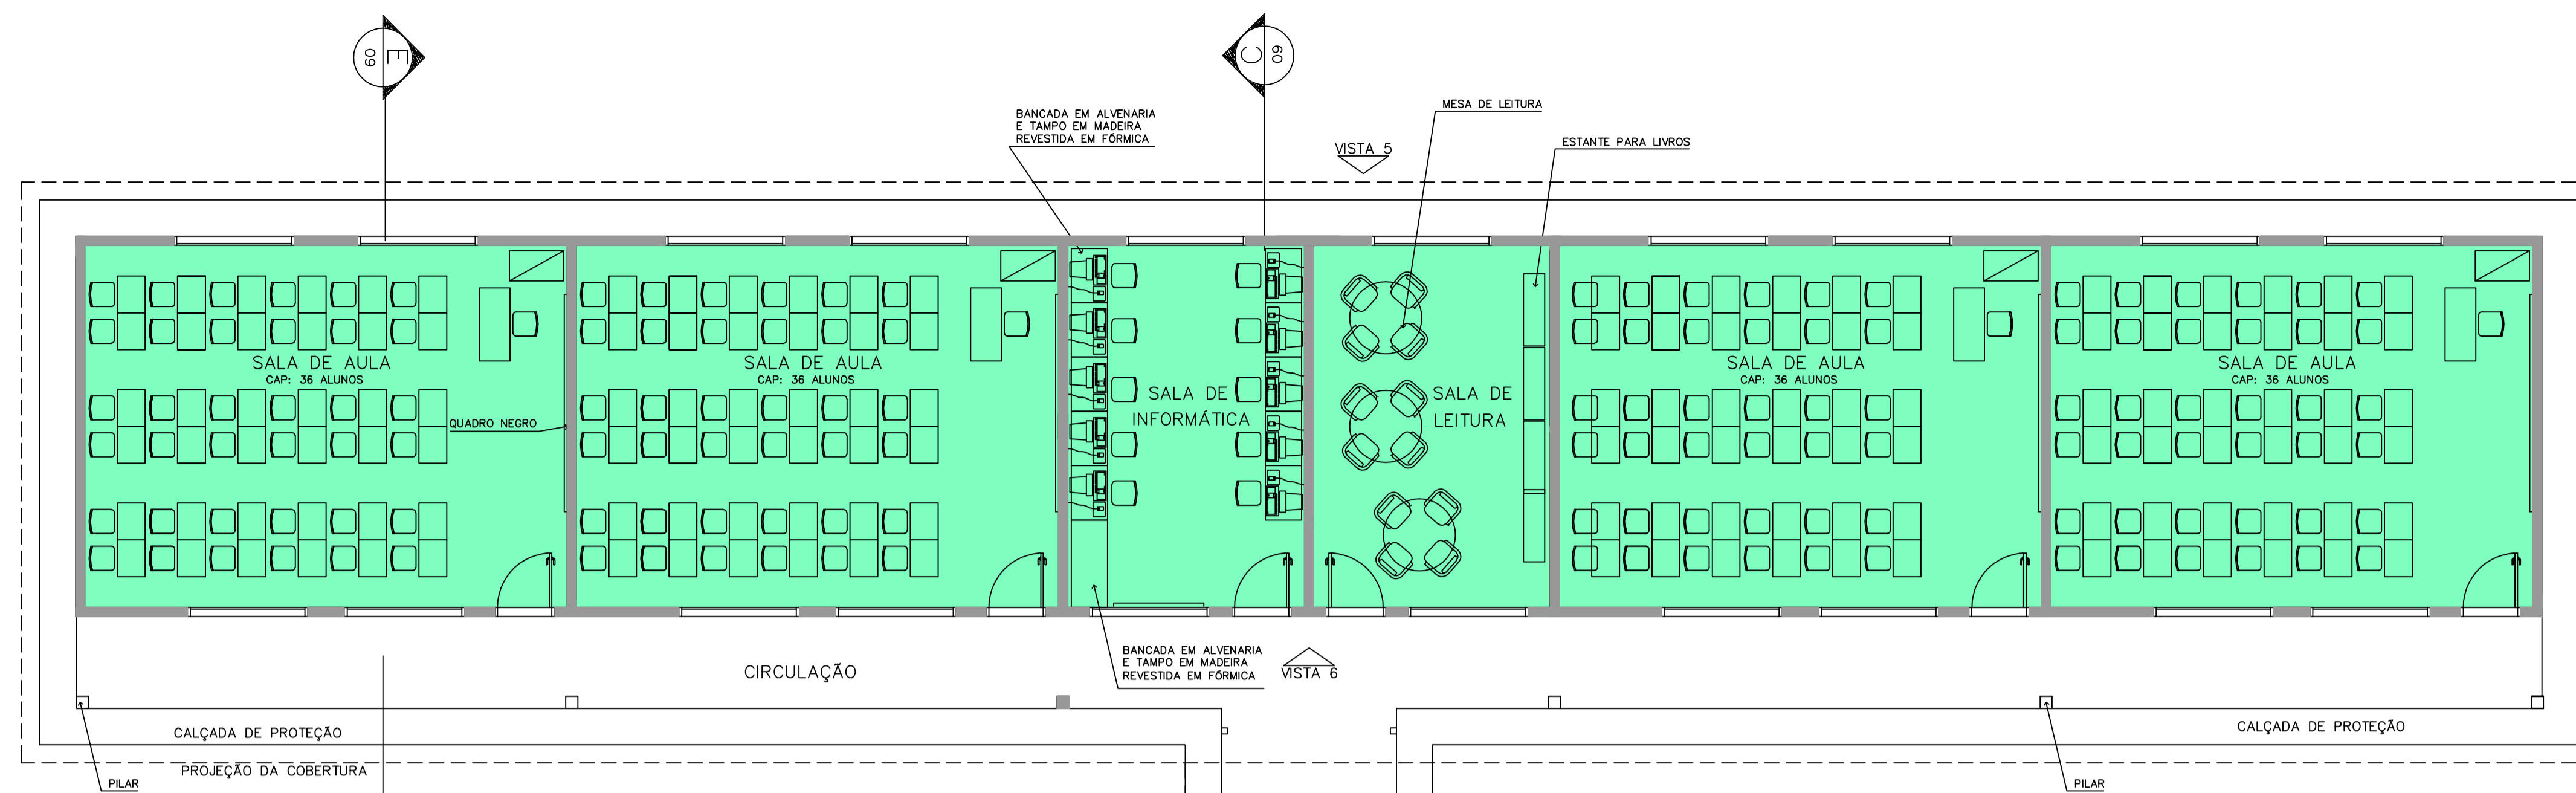 60
E
C
09
BANCADA EM ALVENARIA
E TAMPO EM MADEIRA
REVESTIDA EM FÓRMICA
MESA DE LEITURA
VISTA 5
ESTANTE PARA LIVROS
SALA DE AULA
CAP: 36 ALUNOS
SALA DE AULA
CAP: 36 ALUNOS
SALA DE
INFORMÁTICA
SALA DE
LEITURA
SALA DE AULA
CAP: 36 ALUNOS
SALA DE AULA
CAP: 36 ALUNOS
QUADRO NEGRO
CIRCULAÇÃO
BANCADA EM ALVENARIA
E TAMPO EM MADEIRA
REVESTIDA EM FÓRMICA
VISTA 6
CALÇADA DE PROTEÇÃO
CALÇADA DE PROTEÇÃO
PROJEÇÃO DA COBERTURA
PILAR
PILAR